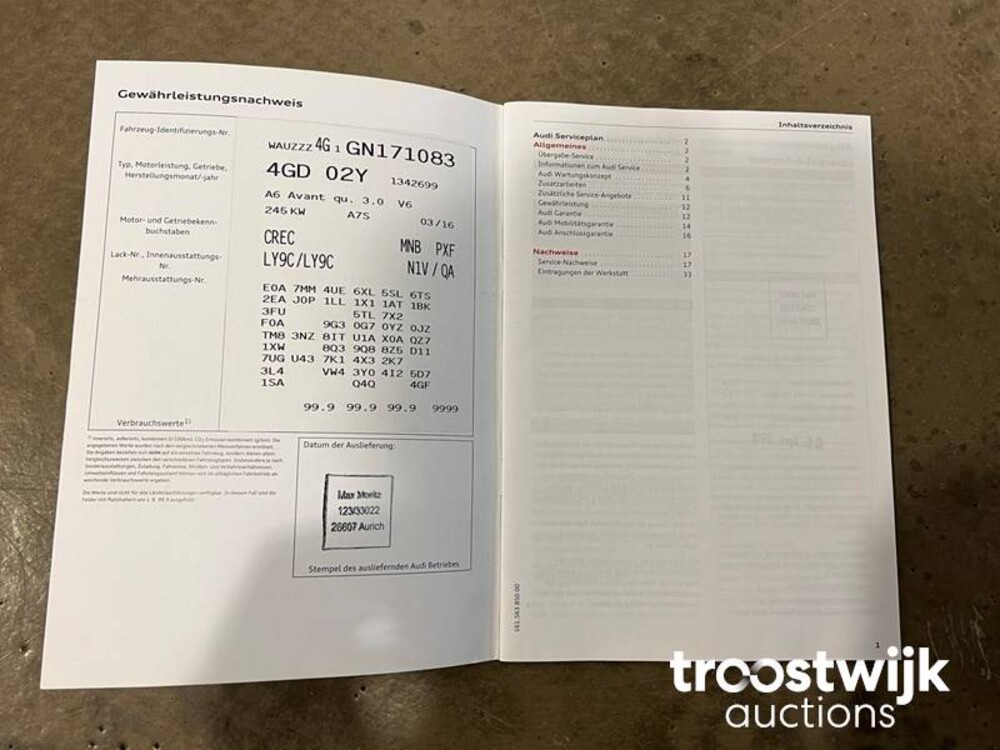 Gewährleistungsnachweis
Fahrzeug-Identifizierungs-Nr.
WAUZZZ 4G 1 GN171083
Typ, Motorleistung, Getriebe,
Herstellungsmonat/-jahr
4GD 02Y 1342699
A6 Avant qu. 3.0 V6
245 KW A7S 03/16
Motor- und Getriebekenn-
buchstaben
CREC MNB PXF
Lack-Nr., Innenausstattungs-
Nr.
LY9C/LY9C N1V / QA
Mehrausstattungs-Nr.
E0A 7MM 4UE 6XL 5SL 6TS
2EA J0P 1LL 1X1 1AT 1BK
3FU 5TL 7X2
F0A 9G3 0G7 0YZ 0JZ
TM8 3NZ 8IT U1A X0A QZ7
1XW 8Q3 9Q8 8Z5 D11
7UG U43 7K1 4X3 2K7
3L4 VW4 3Y0 4I2 5D7
1SA Q4Q 4GF
99.9 99.9 99.9 9999
Verbrauchswerte1)
Datum der Auslieferung:
Max Moritz
123/33022
26607 Aurich
Stempel des ausliefernden Audi Betriebes
Inhaltsverzeichnis
Audi Serviceplan 2
Allgemeines 2
Übergabe-Service 2
Informationen zum Audi Service 2
Audi Wartungskonzept 4
Zusatzarbeiten 6
Zusätzliche Service-Angebote 11
Gewährleistung 12
Audi Garantie 12
Audi Mobilitätsgarantie 14
Audi Anschlussgarantie 16
Nachweise 17
Service-Nachweise 17
Eintragungen der Werkstatt 33
1
troostwijk
auctions